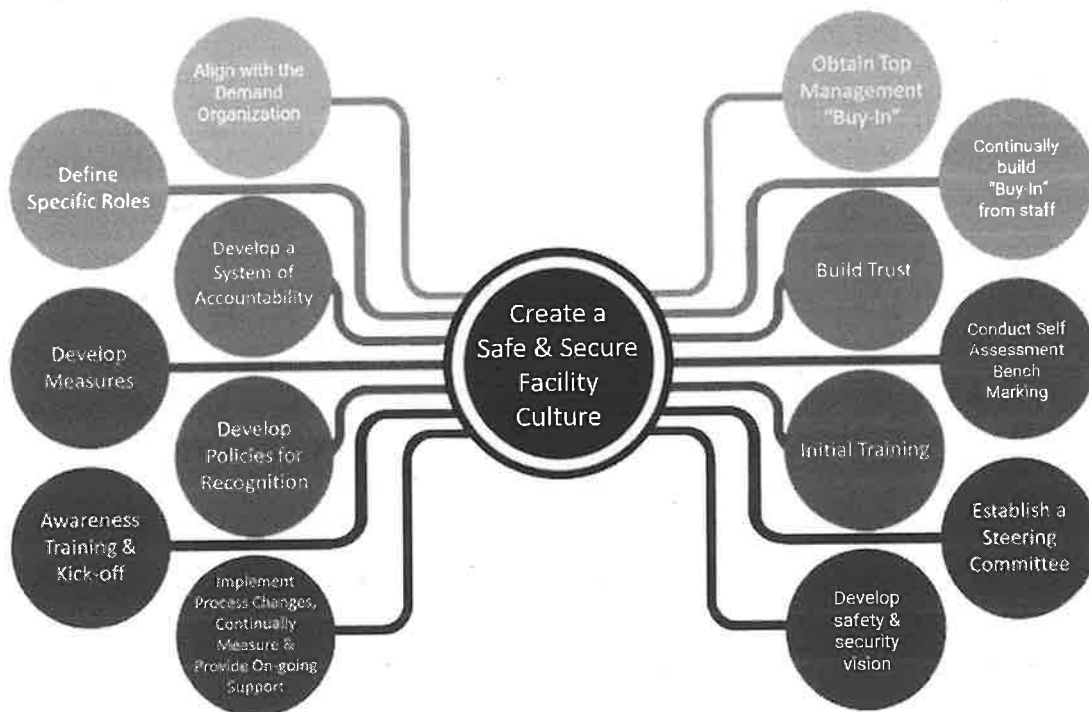 Align with the
Demand
Organization
Define
Specific Roles
Develop a
System of
Accountability
Develop
Measures
Develop
Policies for
Recognition
Awareness
Training &
Kick-off
Implement
Process Changes,
Continually
Measure &
Provide On-going
Support
Create a
Safe & Secure
Facility
Culture
Obtain Top
Management
"Buy-In"
Continually
build
"Buy-In"
from staff
Build Trust
Conduct Self
Assessment
Bench
Marking
Initial Training
Establish a
Steering
Committee
Develop
safety &
security
vision